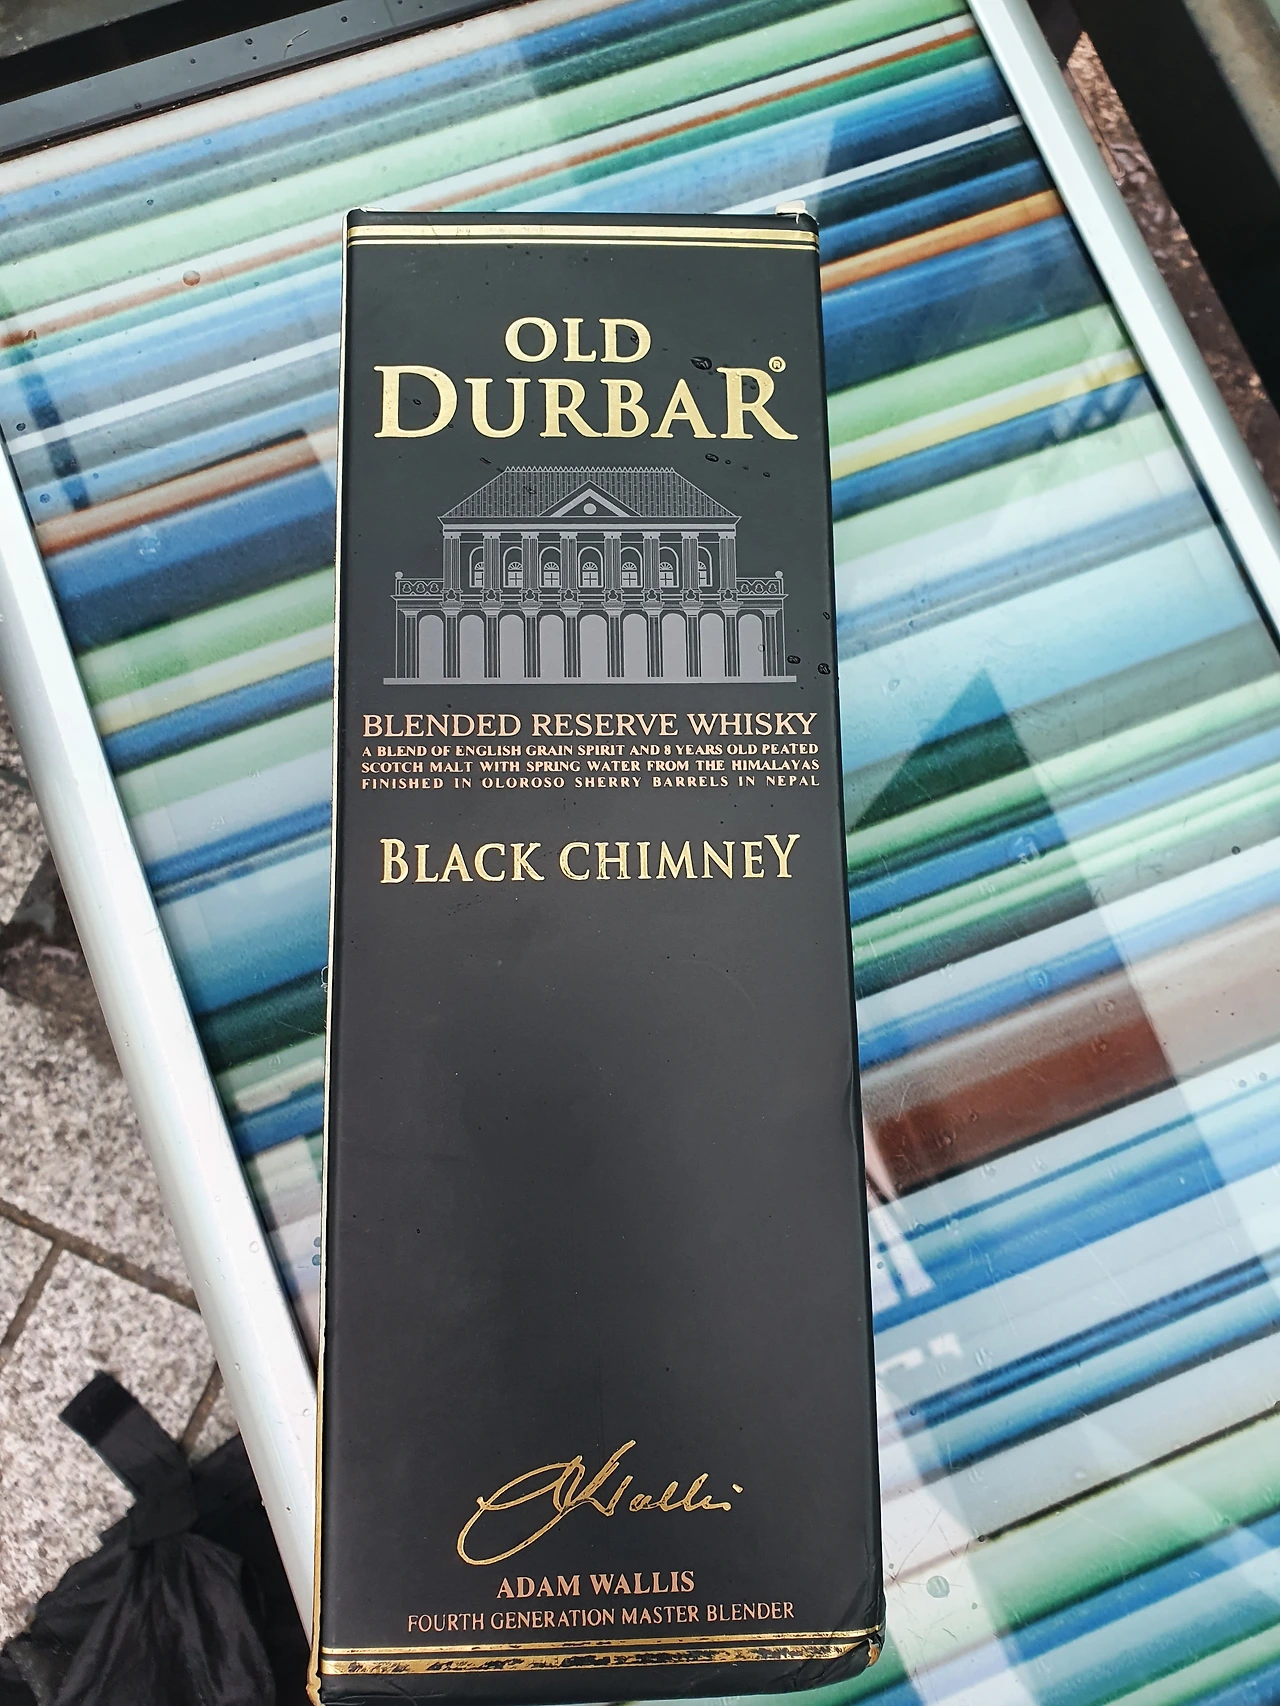 OLD
DURBAR®
BLENDED RESERVE WHISKY
A BLEND OF ENGLISH GRAIN SPIRIT AND 8 YEARS OLD PEATED
SCOTCH MALT WITH SPRING WATER FROM THE HIMALAYAS
FINISHED IN OLOROSO SHERRY BARRELS IN NEPAL
BLACK CHIMNEY
AWallis
ADAM WALLIS
FOURTH GENERATION MASTER BLENDER